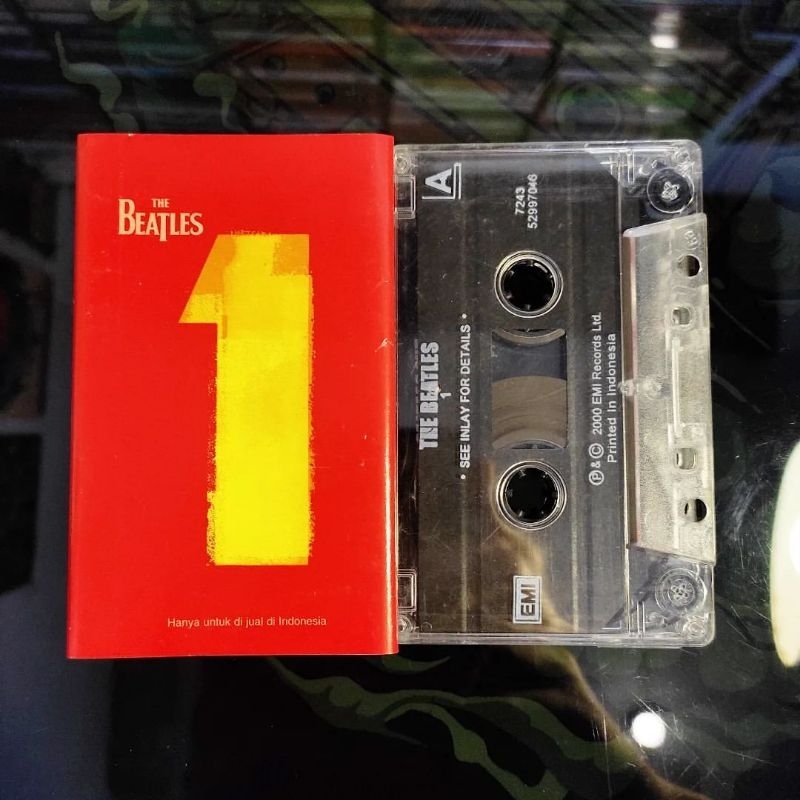 THE
BEATLES
1
Hanya untuk di jual di Indonesia
A
7243
52997046
THE BEATLES
1
• SEE INLAY FOR DETAILS •
℗ & © 2000 EMI Records Ltd.
Printed In Indonesia
EMI